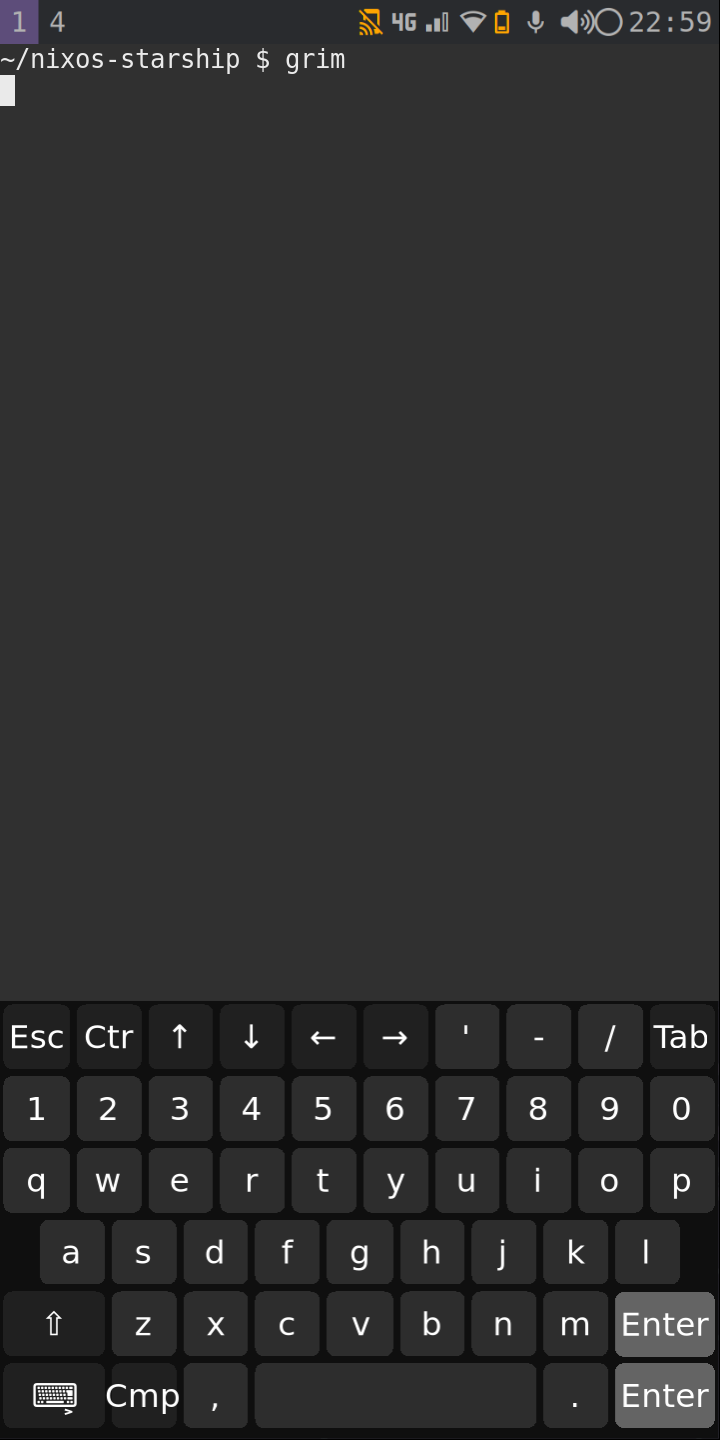 1 4 4G 22:59
~/nixos-starship $ grim
Esc Ctr ↑ ↓ ← → ' - / Tab
1 2 3 4 5 6 7 8 9 0
q w e r t y u i o p
a s d f g h j k l
⇧ z x c v b n m Enter
⌨ Cmp , . Enter